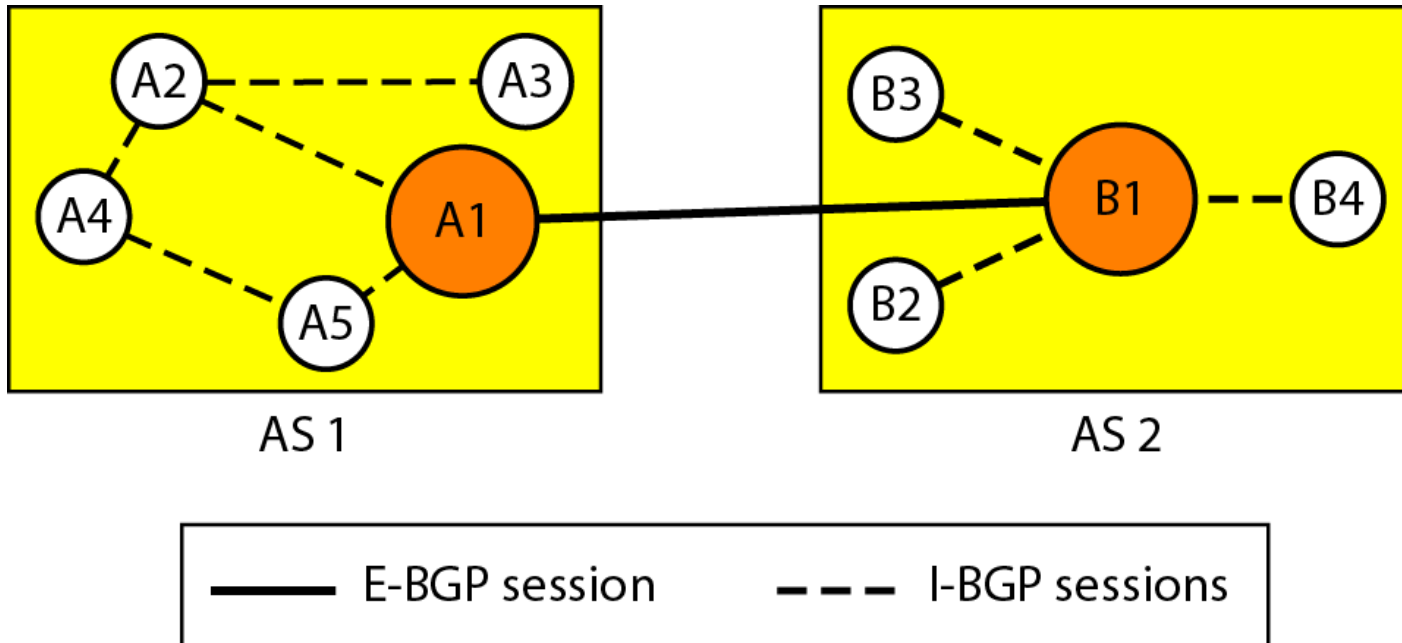 A2
A3
B3
A4
A1
B1
B4
A5
B2
AS 1
AS 2
E-BGP session
I-BGP sessions